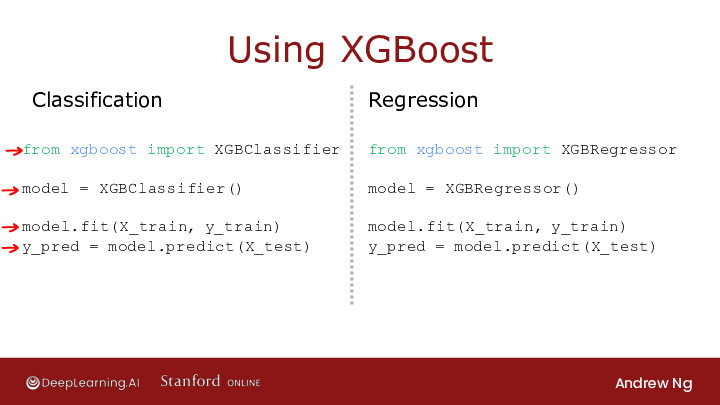 Using XGBoost
Classification
from xgboost import XGBClassifier
model = XGBClassifier()
model.fit(X_train, y_train)
y_pred = model.predict(X_test)
Regression
from xgboost import XGBRegressor
model = XGBRegressor()
model.fit(X_train, y_train)
y_pred = model.predict(X_test)
DeepLearning.AI
Stanford ONLINE
Andrew Ng